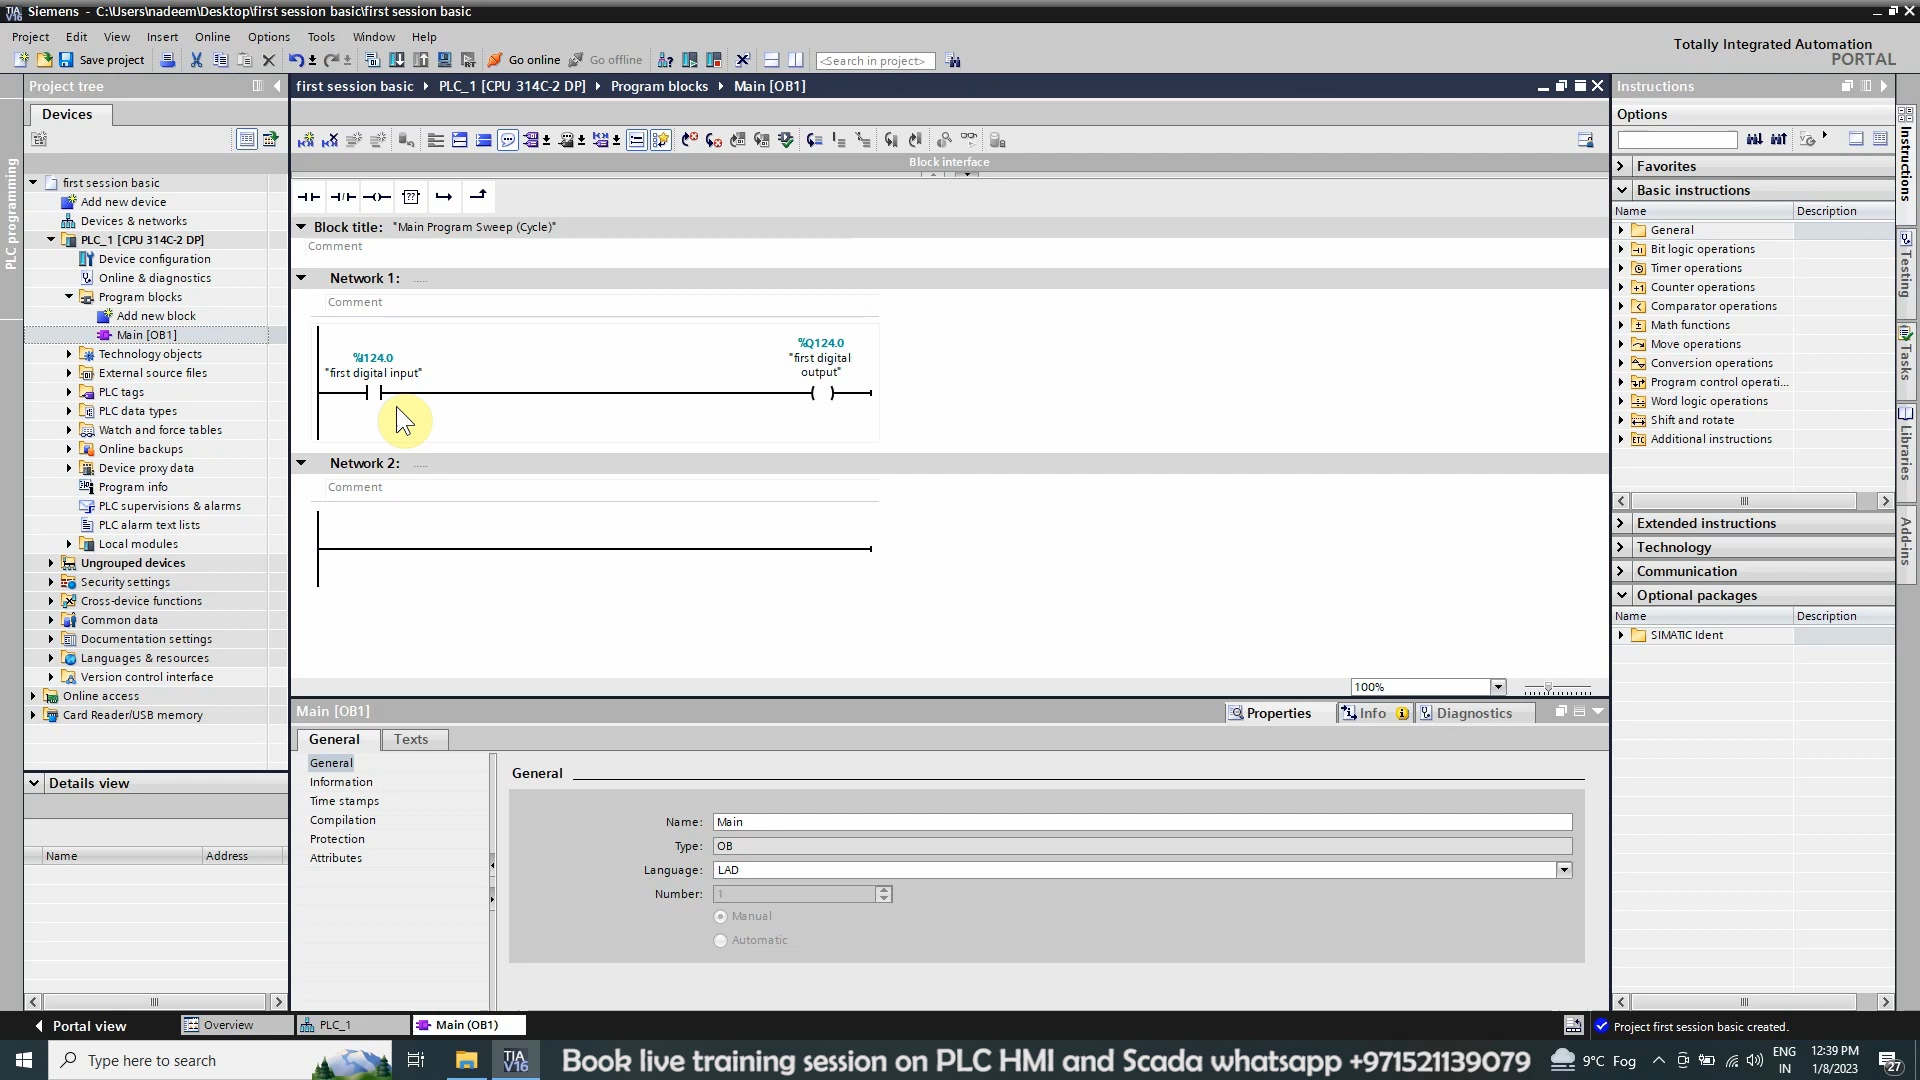 Siemens - C:\Users\nadeem\Desktop\first session basic\first session basic
Project Edit View Insert Online Options Tools Window Help
Totally Integrated Automation
PORTAL
Save project
Go online
Go offline
<Search in project>
Project tree
first session basic ▸ PLC_1 [CPU 314C-2 DP] ▸ Program blocks ▸ Main [OB1]
Instructions
Devices
Options
Block interface
PLC programming
first session basic
Add new device
Devices & networks
PLC_1 [CPU 314C-2 DP]
Device configuration
Online & diagnostics
Program blocks
Add new block
Main [OB1]
Technology objects
External source files
PLC tags
PLC data types
Watch and force tables
Online backups
Device proxy data
Program info
PLC supervisions & alarms
PLC alarm text lists
Local modules
Ungrouped devices
Security settings
Cross-device functions
Common data
Documentation settings
Languages & resources
Version control interface
Online access
Card Reader/USB memory
Details view
Name Address
Block title: "Main Program Sweep (Cycle)"
Comment
Network 1: .....
Comment
%I124.0
"first digital input"
%Q124.0
"first digital
output"
Network 2: .....
Comment
100%
Main [OB1]
Properties
Info
Diagnostics
General
Texts
General
Information
Time stamps
Compilation
Protection
Attributes
General
Name: Main
Type: OB
Language: LAD
Number: 1
Manual
Automatic
Favorites
Basic instructions
Name Description
General
Bit logic operations
Timer operations
Counter operations
Comparator operations
Math functions
Move operations
Conversion operations
Program control operati...
Word logic operations
Shift and rotate
Additional instructions
Extended instructions
Technology
Communication
Optional packages
Name Description
SIMATIC Ident
Instructions
Testing
Tasks
Libraries
Add-ins
Portal view
Overview
PLC_1
Main (OB1)
Project first session basic created.
Type here to search
TIA
V16
Book live training session on PLC HMI and Scada whatsapp +971521139079
9°C Fog
ENG
IN
12:39 PM
1/8/2023
27